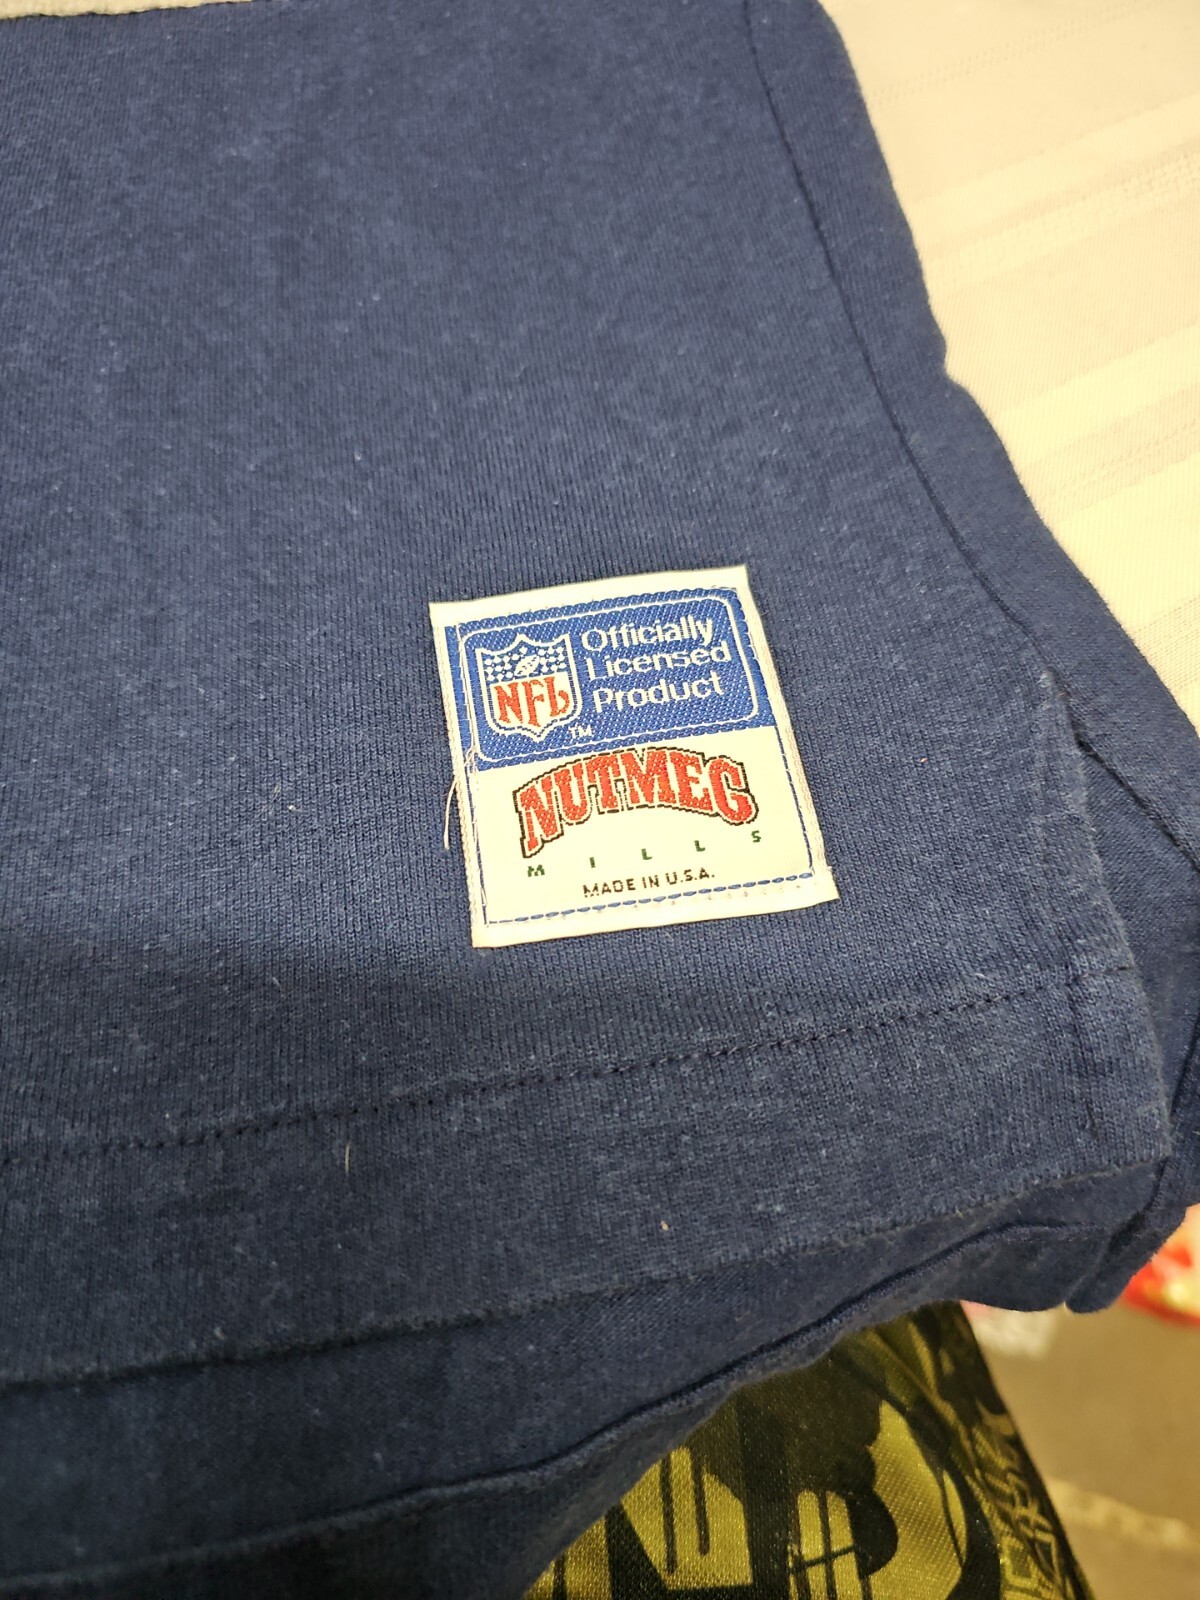 Officially
Licensed
Product
NFL
TM
NUTMEG
MILLS
MADE IN U.S.A.